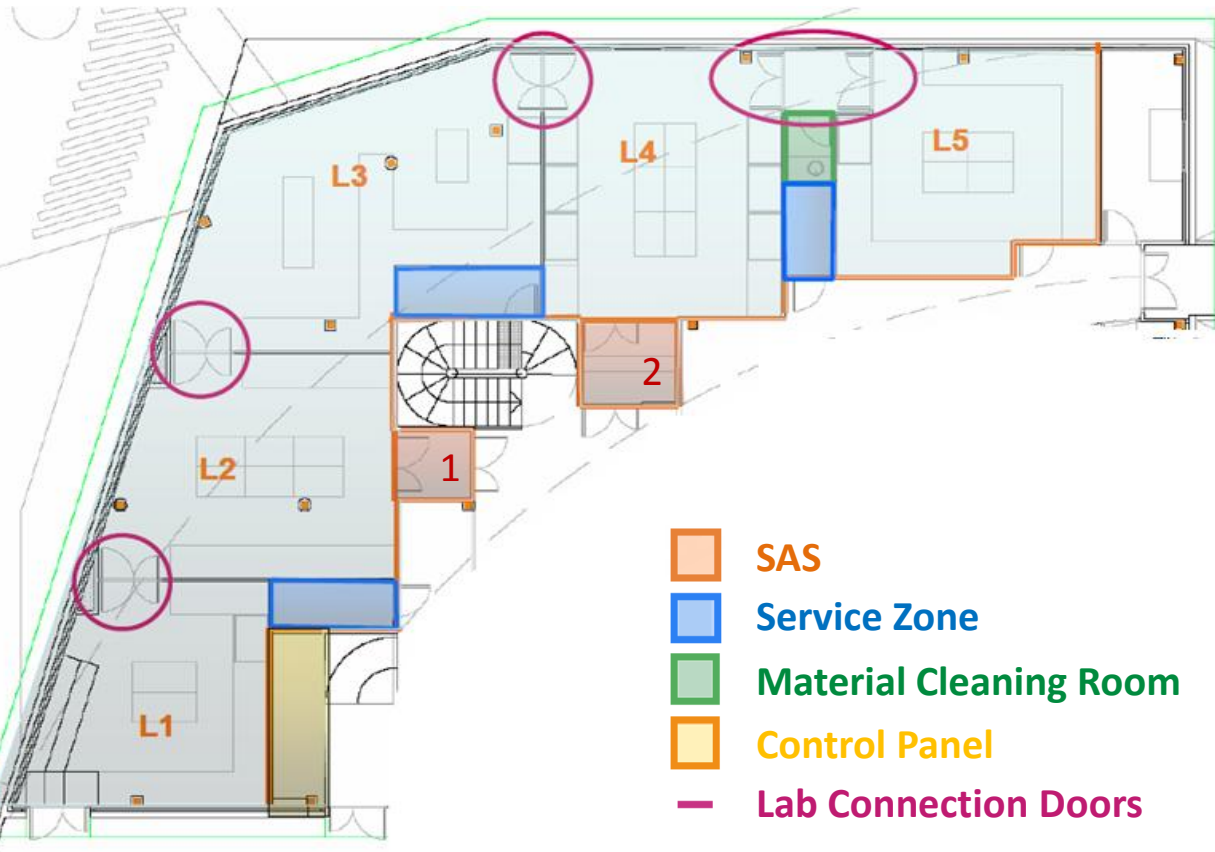 L4
L5
L3
2
1
L2
L1
SAS
Service Zone
Material Cleaning Room
Control Panel
Lab Connection Doors